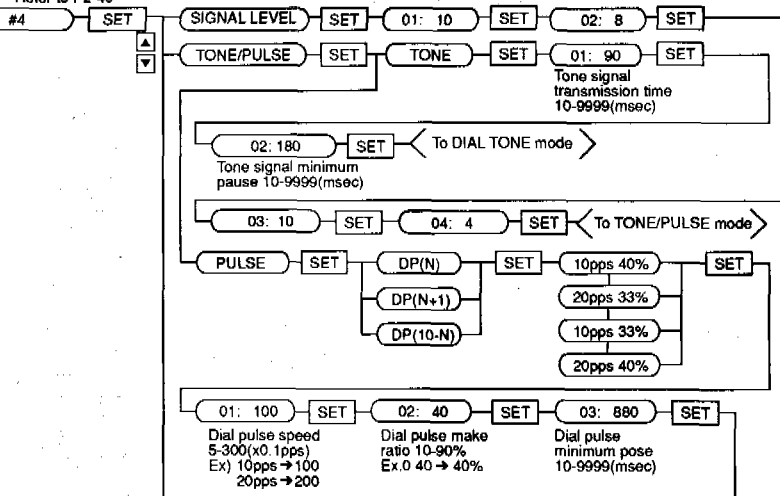 #4 SET SIGNAL LEVEL SET 01: 10 SET 02: 8 SET
TONE/PULSE SET TONE SET 01: 90 SET
Tone signal
transmission time
10-9999(msec)
02: 180 SET To DIAL TONE mode
Tone signal minimum
pause 10-9999(msec)
03: 10 SET 04: 4 SET To TONE/PULSE mode
PULSE SET DP(N) SET 10pps 40% SET
DP(N+1) 20pps 33%
DP(10-N) 10pps 33%
20pps 40%
01: 100 SET 02: 40 SET 03: 880 SET
Dial pulse speed
5-300(x0.1pps)
Ex) 10pps→100
20pps→200
Dial pulse make
ratio 10-90%
Ex.0 40→40%
Dial pulse
minimum pose
10-9999(msec)